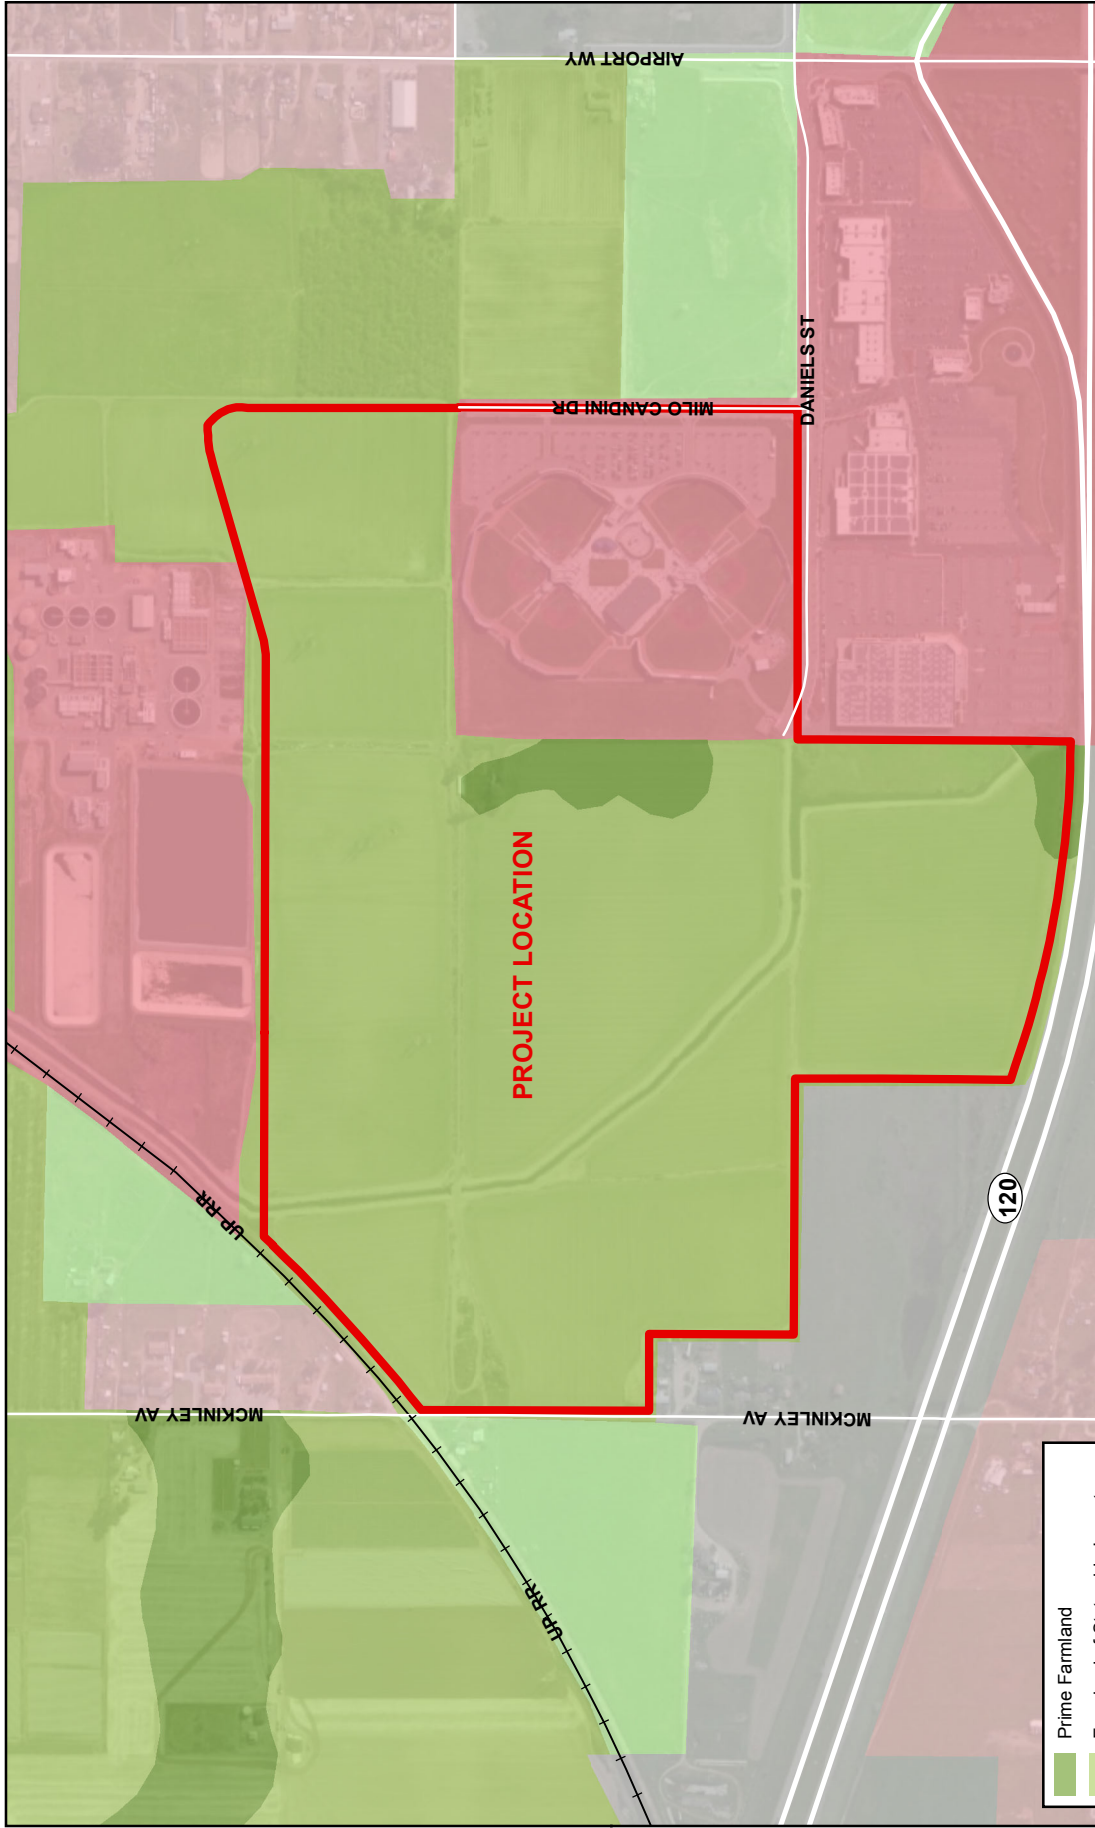 AIRPORT WY
MILO CANDINI DR
DANIELS ST
PROJECT LOCATION
UP RR
120
MCKINLEY AV
MCKINLEY AV
UP RR
Prime Farmland